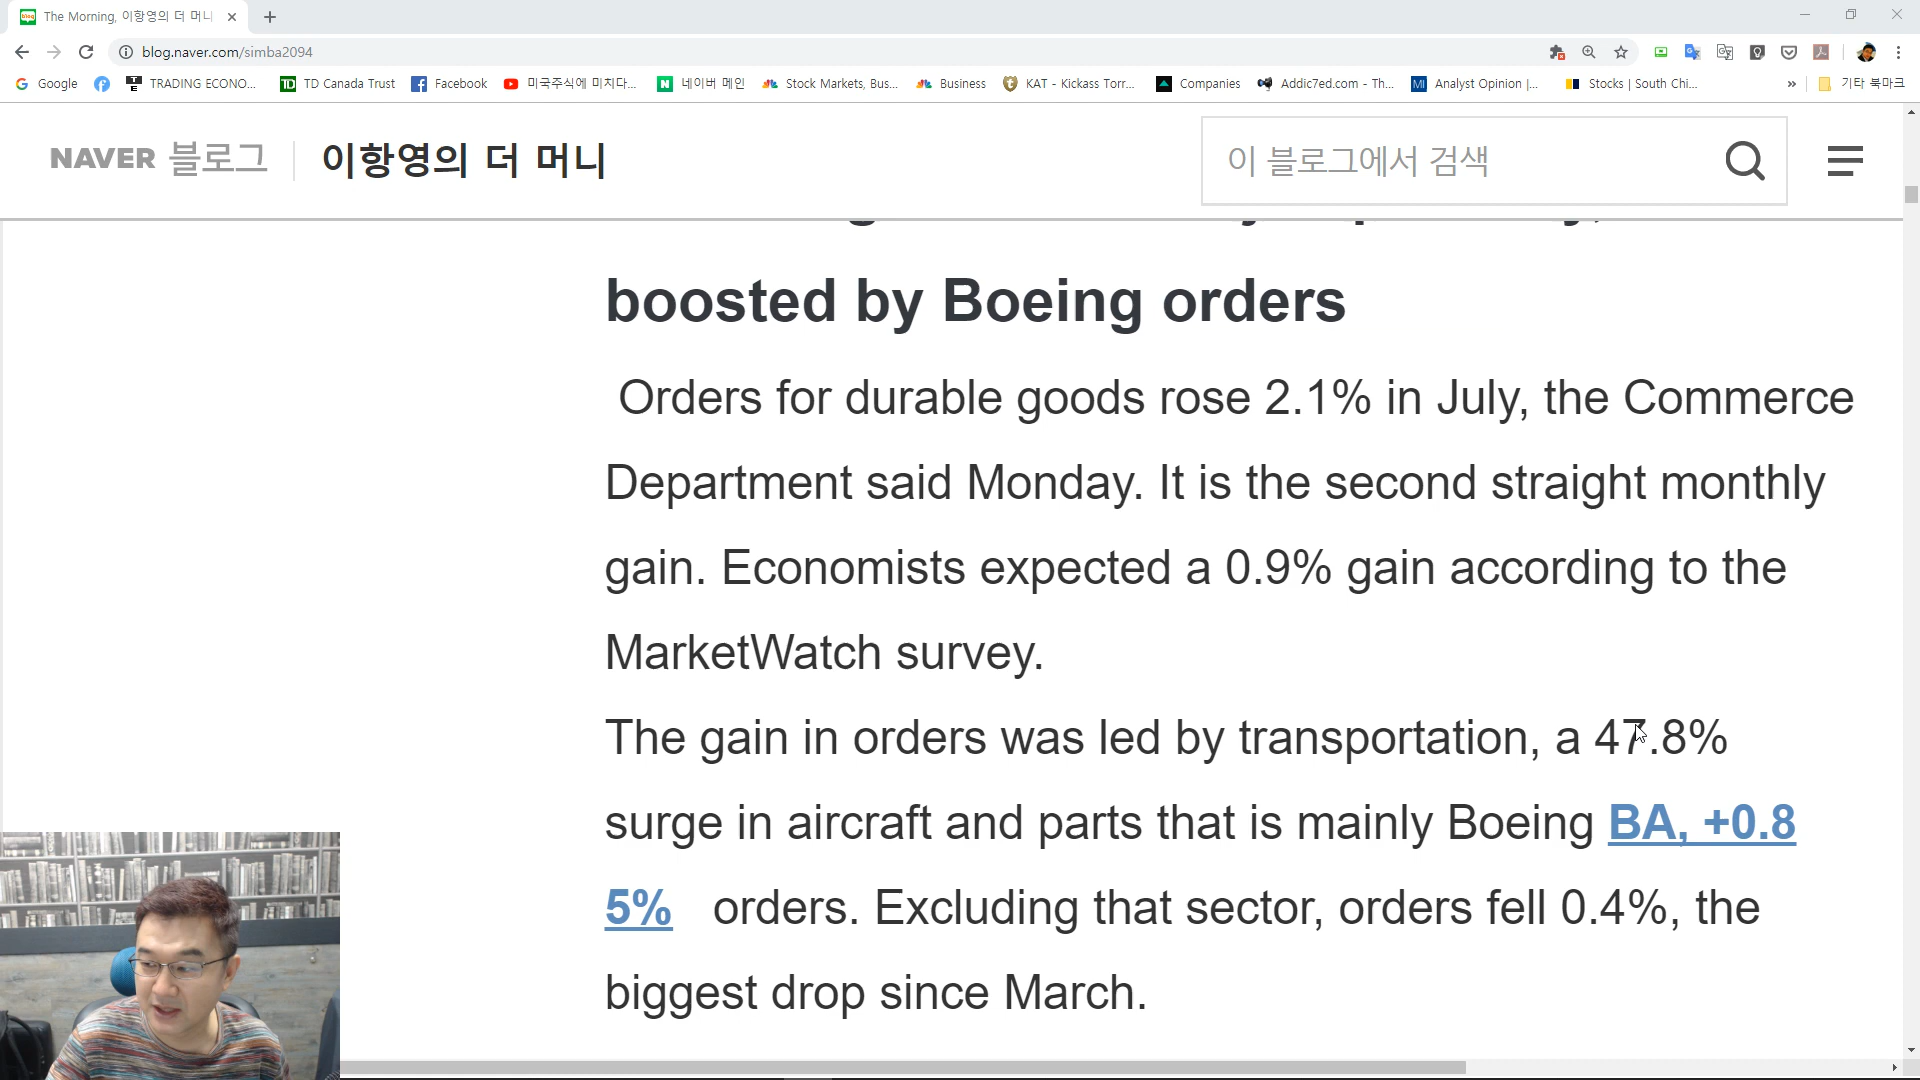 The Morning, 이항영의 더 머니
blog.naver.com/simba2094
Google
TRADING ECONO...
TD Canada Trust
Facebook
미국주식에 미치다...
네이버 메인
Stock Markets, Bus...
Business
KAT - Kickass Torr...
Companies
Addic7ed.com - Th...
Analyst Opinion |...
Stocks | South Chi...
»
기타 북마크
NAVER 블로그
이항영의 더 머니
이 블로그에서 검색
boosted by Boeing orders
Orders for durable goods rose 2.1% in July, the Commerce
Department said Monday. It is the second straight monthly
gain. Economists expected a 0.9% gain according to the
MarketWatch survey.
The gain in orders was led by transportation, a 47.8%
surge in aircraft and parts that is mainly Boeing BA, +0.8
5% orders. Excluding that sector, orders fell 0.4%, the
biggest drop since March.